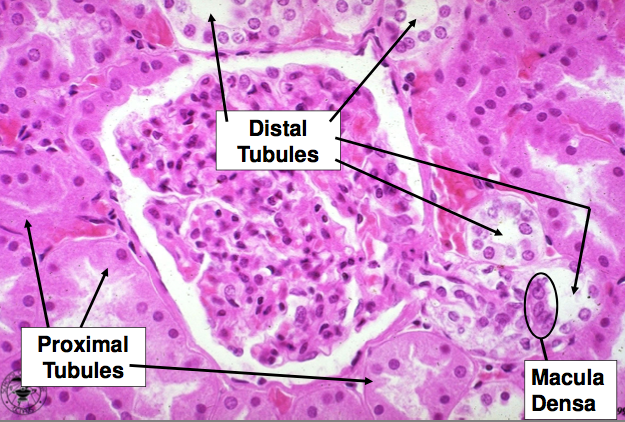 Distal
Tubules
Proximal
Tubules
Macula
Densa